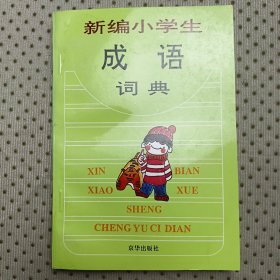 新编小学生
成语
词典
XIN BIAN
XIAO XUE
SHENG
CHENG YU CI DIAN
京华出版社